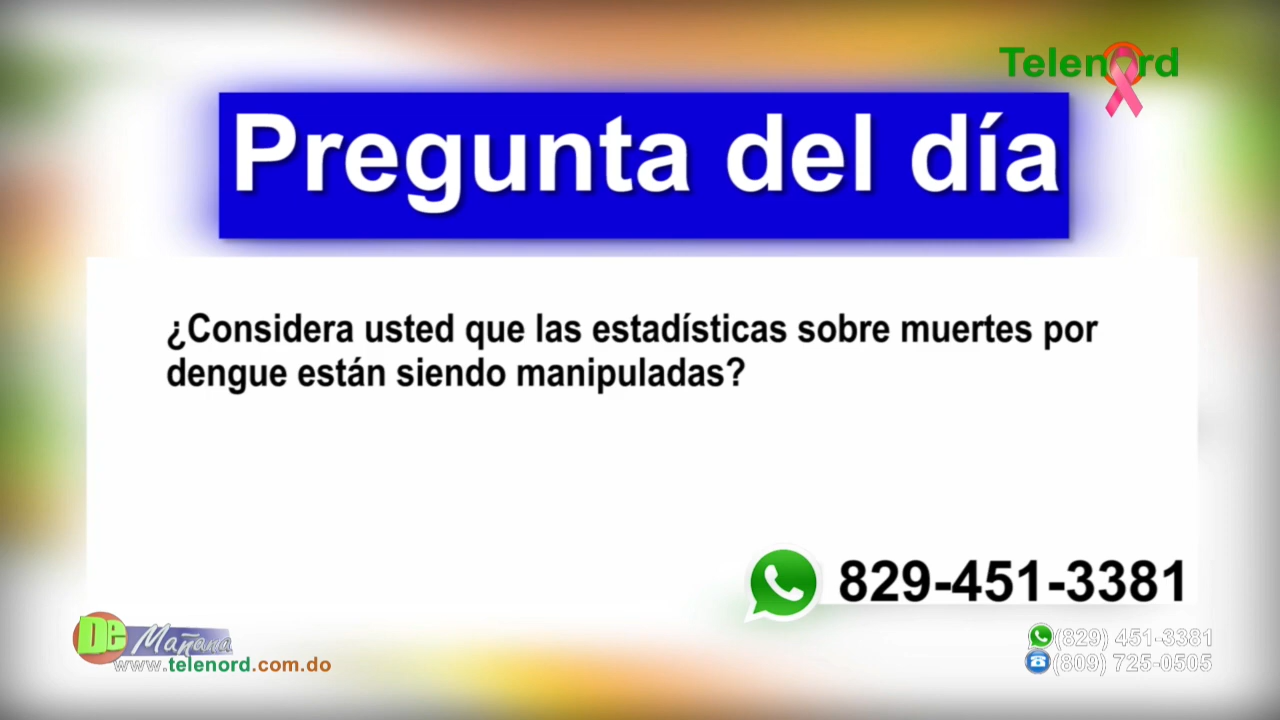 Telenord
Pregunta del día
¿Considera usted que las estadísticas sobre muertes por
dengue están siendo manipuladas?
829-451-3381
De Mañana
www.telenord.com.do
(829) 451-3381
(809) 725-0505